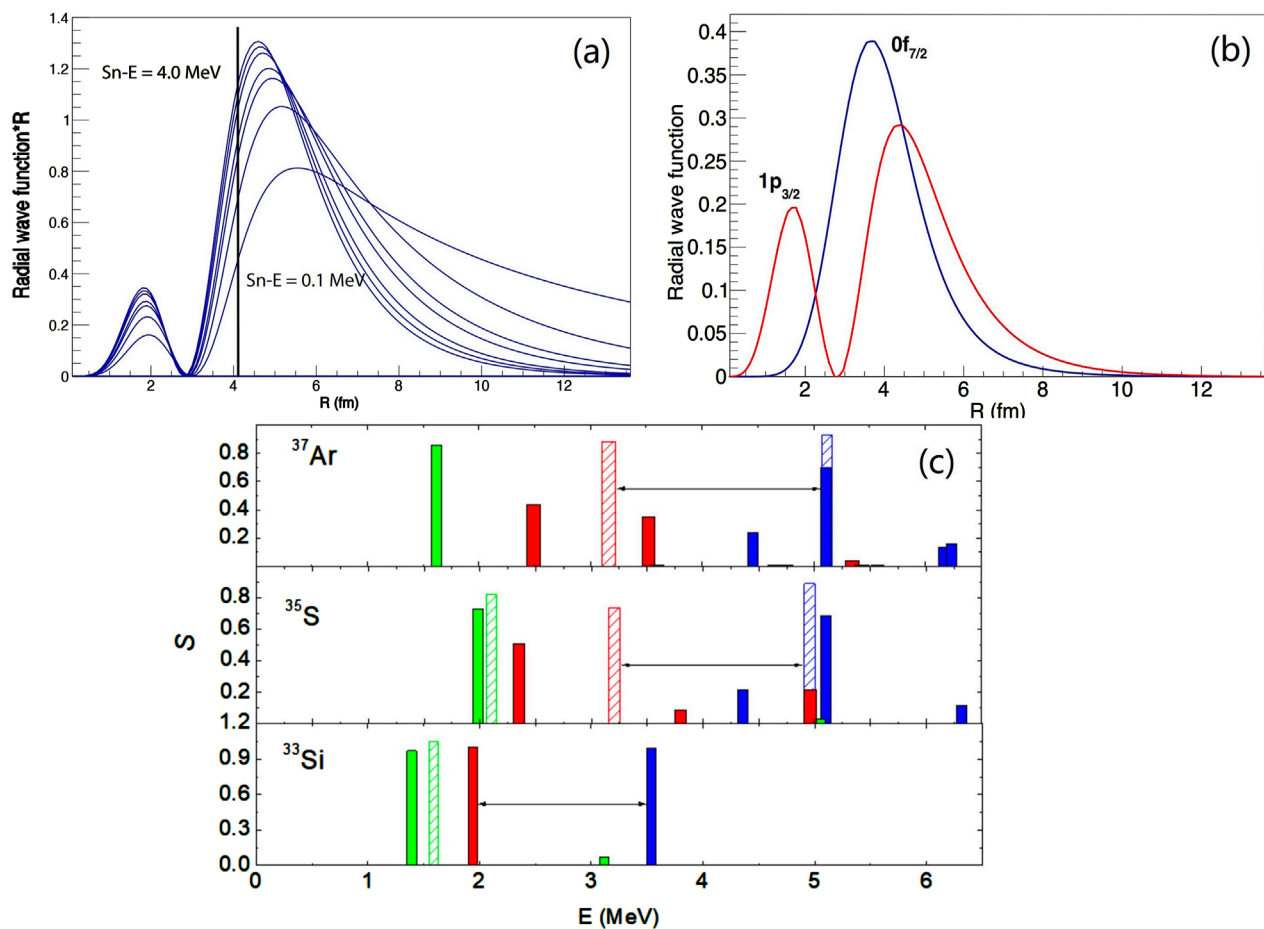 (a)
Sn-E = 4.0 MeV
Sn-E = 0.1 MeV
Radial wave function*R
1.4
1.2
1
0.8
0.6
0.4
0.2
0
2
4
6
8
10
12
R (fm)
(b)
0f7/2
1p3/2
Radial wave function
0.4
0.35
0.3
0.25
0.2
0.15
0.1
0.05
0
2
4
6
8
10
12
R (fm)
(c)
37Ar
0.8
0.6
0.4
0.2
35S
0.8
0.6
0.4
0.2
S
33Si
1.2
0.9
0.6
0.3
0.0
0 1 2 3 4 5 6
E (MeV)